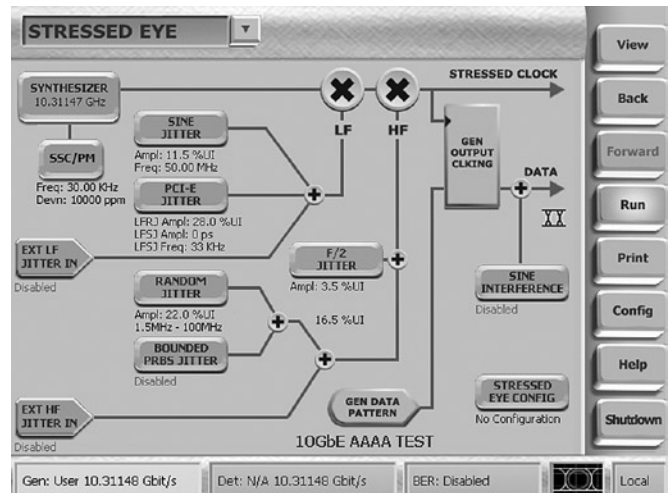 STRESSED EYE
View
Back
Forward
Run
Print
Config
Help
Shutdown
SYNTHESIZER
10.31147 GHz
STRESSED CLOCK
SSC/PM
Freq: 30.00 KHz
Devn: 10000 ppm
SINE
JITTER
Ampl: 11.5 %UI
Freq: 50.00 MHz
LF
HF
GEN
OUTPUT
CLKING
DATA
PCI-E
JITTER
LFRJ Ampl: 28.0 %UI
LFSJ Ampl: 0 ps
LFSJ Freq: 33 KHz
EXT LF
JITTER IN
Disabled
F/2
JITTER
Ampl: 3.5 %UI
SINE
INTERFERENCE
Disabled
RANDOM
JITTER
Ampl: 22.0 %UI
1.5MHz - 100MHz
16.5 %UI
BOUNDED
PRBS JITTER
Disabled
EXT HF
JITTER IN
Disabled
GEN DATA
PATTERN
10GbE AAAA TEST
STRESSED
EYE CONFIG
No Configuration
Gen: User 10.31148 Gbit/s
Det: N/A 10.31148 Gbit/s
BER: Disabled
Local